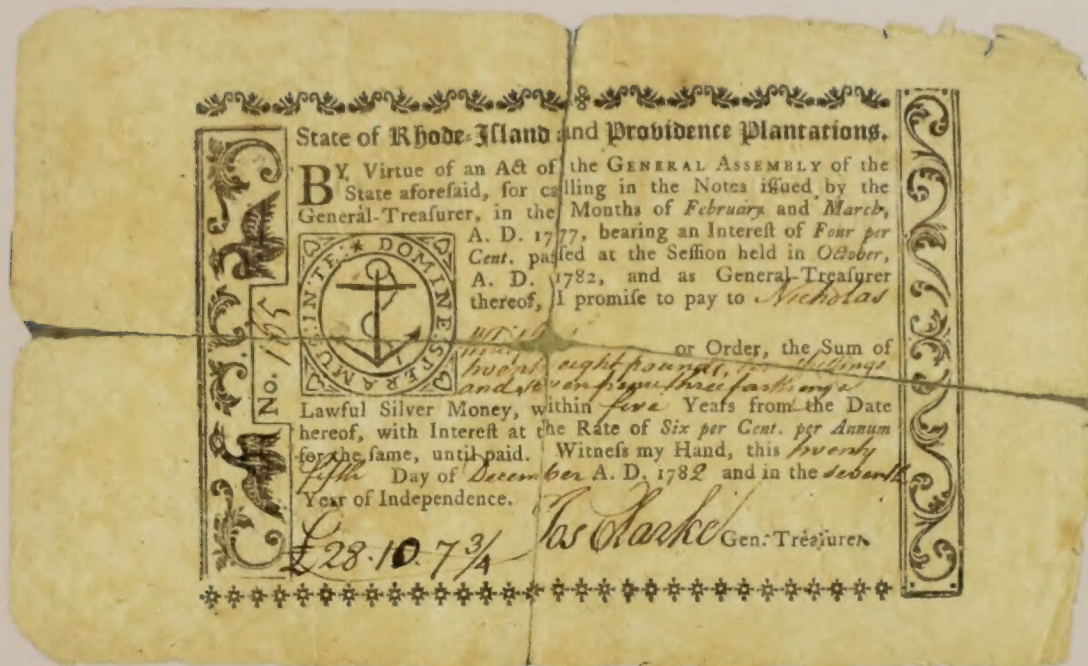 State of Rhode-Island and Providence Plantations.
BY Virtue of an Act of the GENERAL ASSEMBLY of the
State aforeſaid, for calling in the Notes iſſued by the
General-Treaſurer, in the Months of February and March,
A. D. 1777, bearing an Intereſt of Four per
Cent. paſſed at the Seſſion held in October,
A. D. 1782, and as General-Treaſurer
thereof, I promiſe to pay to Nicholas
or Order, the Sum of
twenty eight pounds, ten Shillings
and seven pence three farthings
Lawful Silver Money, within five Years from the Date
hereof, with Intereſt at the Rate of Six per Cent. per Annum
for the ſame, until paid. Witneſs my Hand, this twenty
fifth Day of December A. D. 1782 and in the seventh
Year of Independence.
£28.10.7¾ Jos Clarke Gen. Treaſurer
No.
IN·TE·★DOMINE·SPERAMUS·